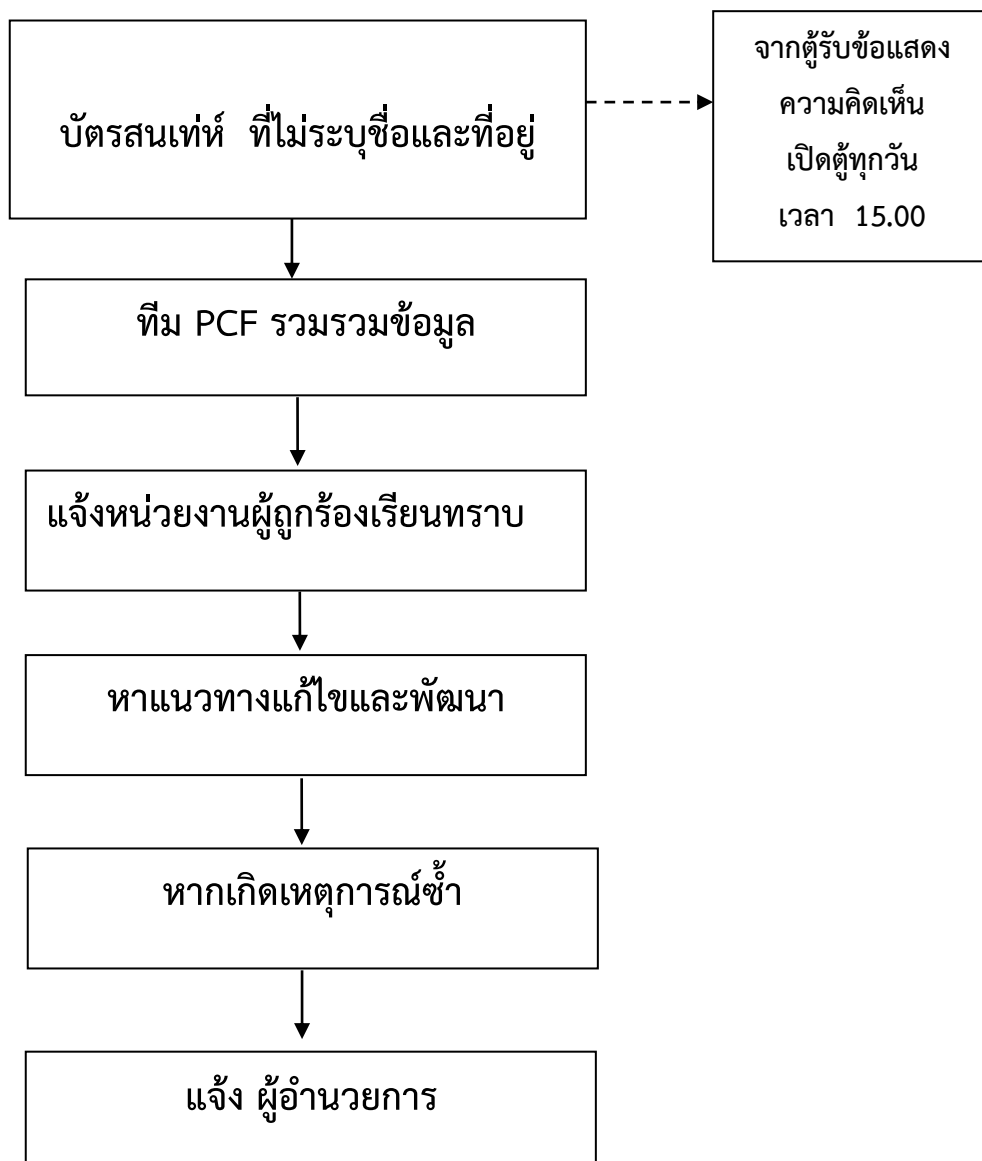 บัตรสนเท่ห์  ที่ไม่ระบุชื่อและที่อยู่
จากตู้รับข้อแสดง
ความคิดเห็น
เปิดตู้ทุกวัน
เวลา  15.00
ทีม PCF รวมรวมข้อมูล
แจ้งหน่วยงานผู้ถูกร้องเรียนทราบ
หาแนวทางแก้ไขและพัฒนา
หากเกิดเหตุการณ์ซ้ำ
แจ้ง ผู้อำนวยการ